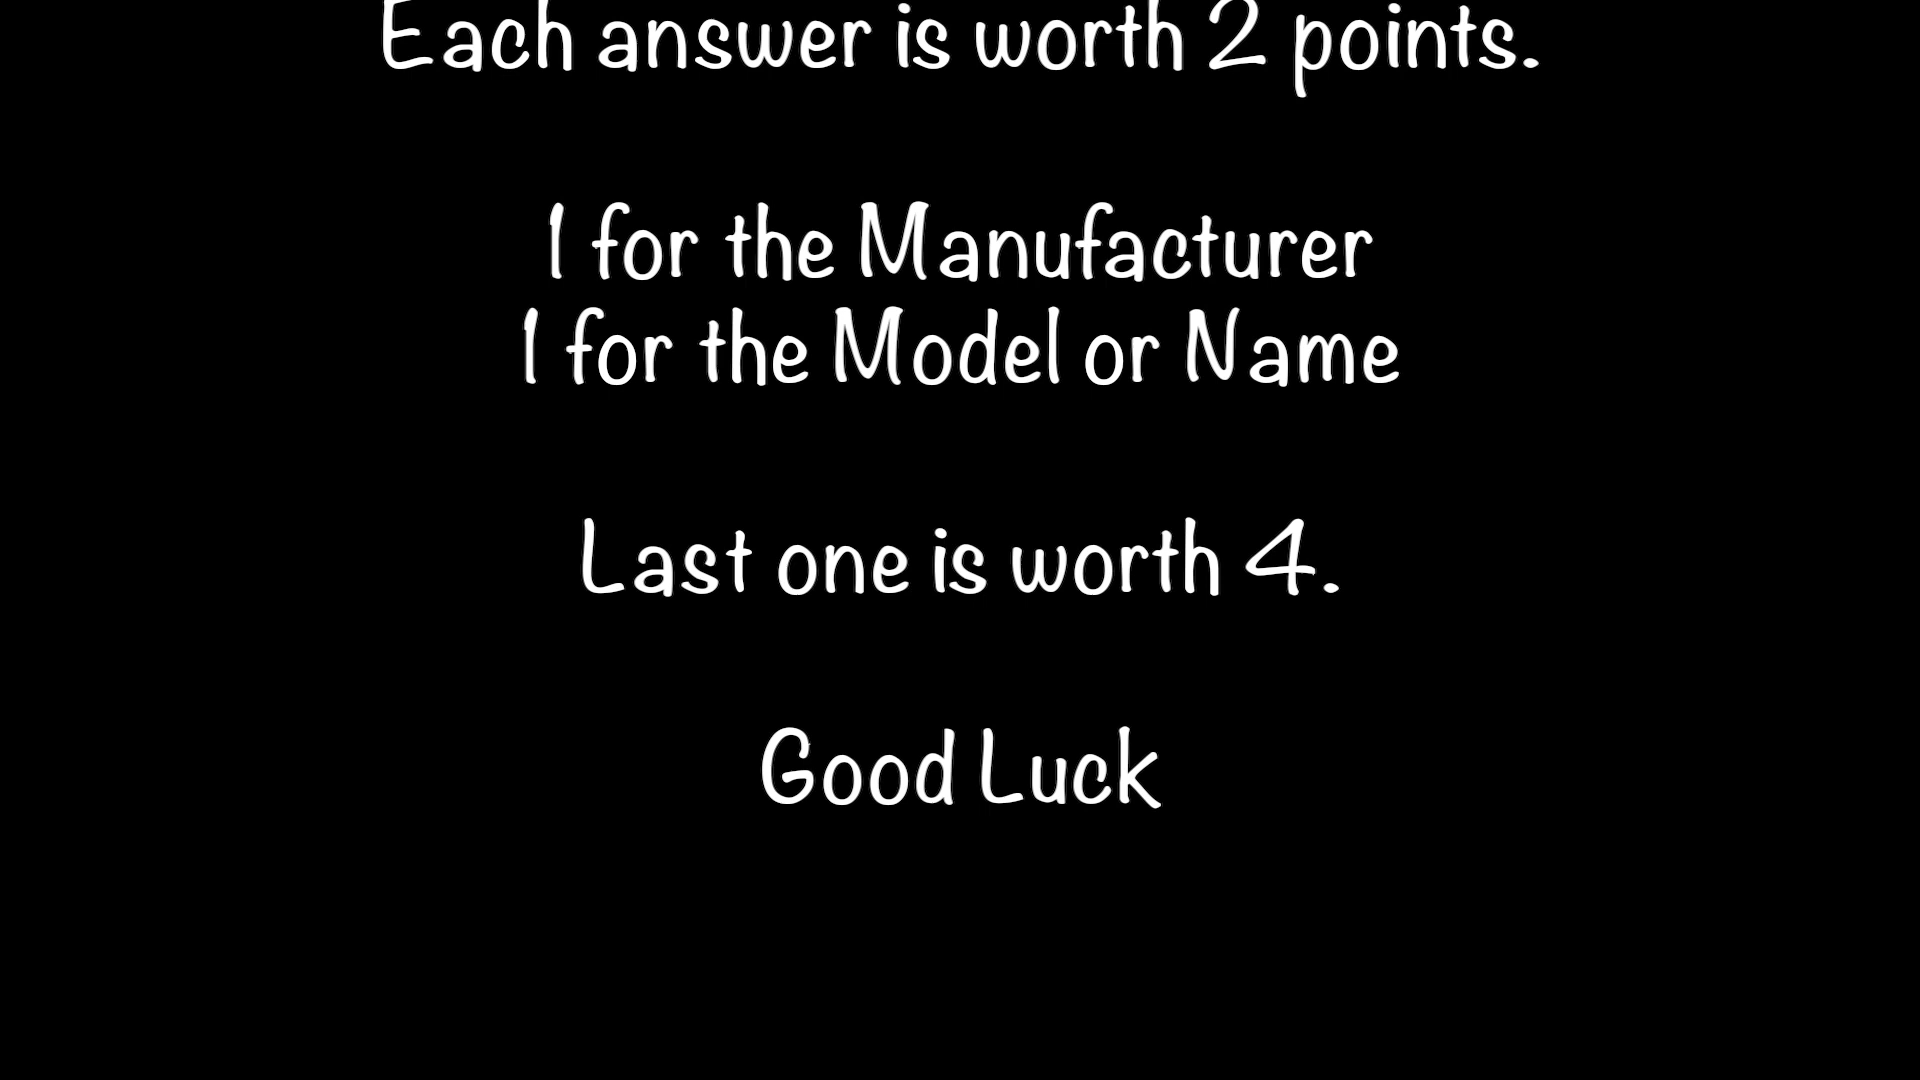 Each answer is worth 2 points.
1 for the Manufacturer
1 for the Model or Name
Last one is worth 4.
Good Luck